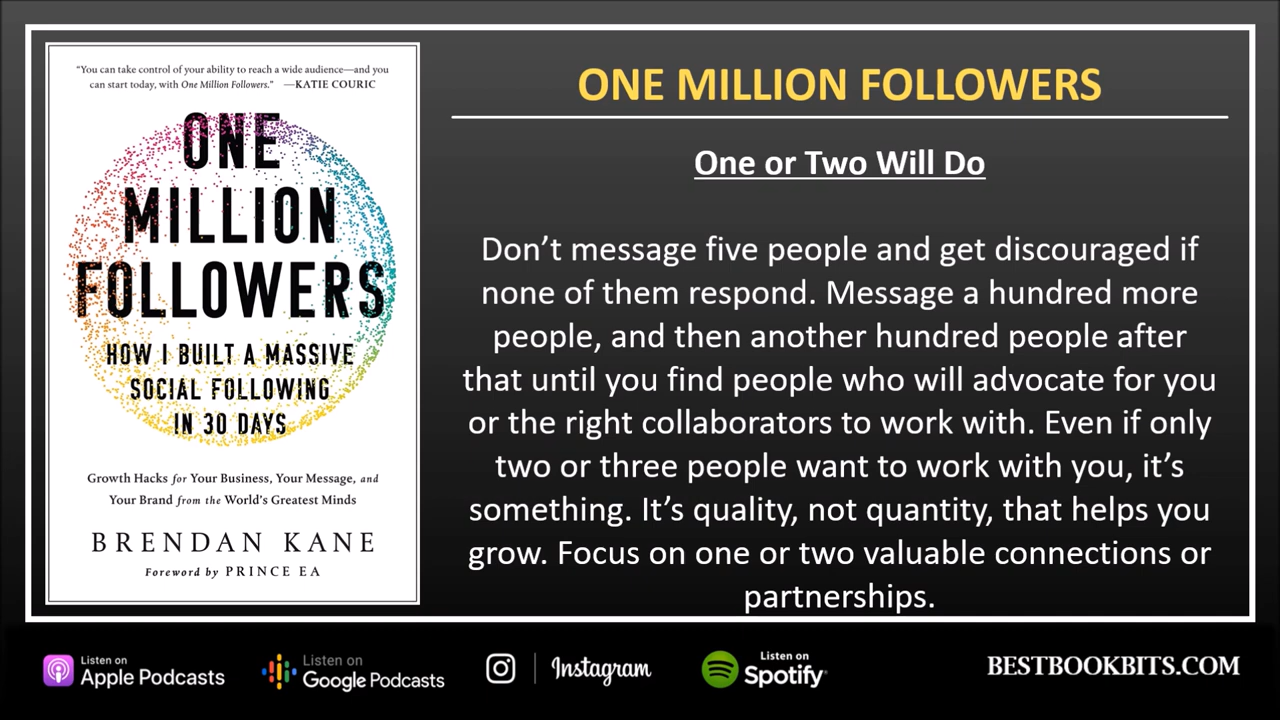 “You can take control of your ability to reach a wide audience—and you
can start today, with One Million Followers.” —KATIE COURIC
ONE
MILLION
FOLLOWERS
HOW I BUILT A MASSIVE
SOCIAL FOLLOWING
IN 30 DAYS
Growth Hacks for Your Business, Your Message, and
Your Brand from the World’s Greatest Minds
BRENDAN KANE
Foreword by PRINCE EA
ONE MILLION FOLLOWERS
One or Two Will Do
Don’t message five people and get discouraged if
none of them respond. Message a hundred more
people, and then another hundred people after
that until you find people who will advocate for you
or the right collaborators to work with. Even if only
two or three people want to work with you, it’s
something. It’s quality, not quantity, that helps you
grow. Focus on one or two valuable connections or
partnerships.
Listen on
Apple Podcasts
Listen on
Google Podcasts
Instagram
Listen on
Spotify
BESTBOOKBITS.COM